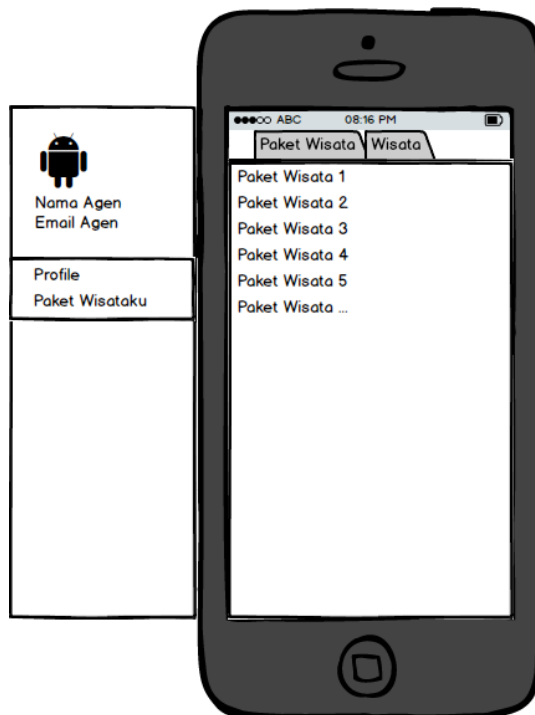 Nama Agen
Email Agen
Profile
Paket Wisataku
ABC 08:16 PM
Paket Wisata Wisata
Paket Wisata 1
Paket Wisata 2
Paket Wisata 3
Paket Wisata 4
Paket Wisata 5
Paket Wisata ...